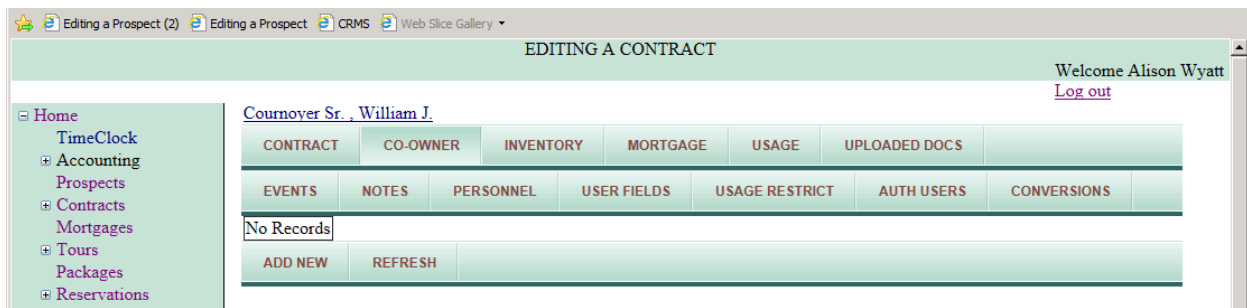 Editing a Prospect (2) Editing a Prospect CRMS Web Slice Gallery
EDITING A CONTRACT
Welcome Alison Wyatt
Log out
Home
TimeClock
Accounting
Prospects
Contracts
Mortgages
Tours
Packages
Reservations
Cournoyer Sr. , William J.
CONTRACT CO-OWNER INVENTORY MORTGAGE USAGE UPLOADED DOCS
EVENTS NOTES PERSONNEL USER FIELDS USAGE RESTRICT AUTH USERS CONVERSIONS
No Records
ADD NEW REFRESH